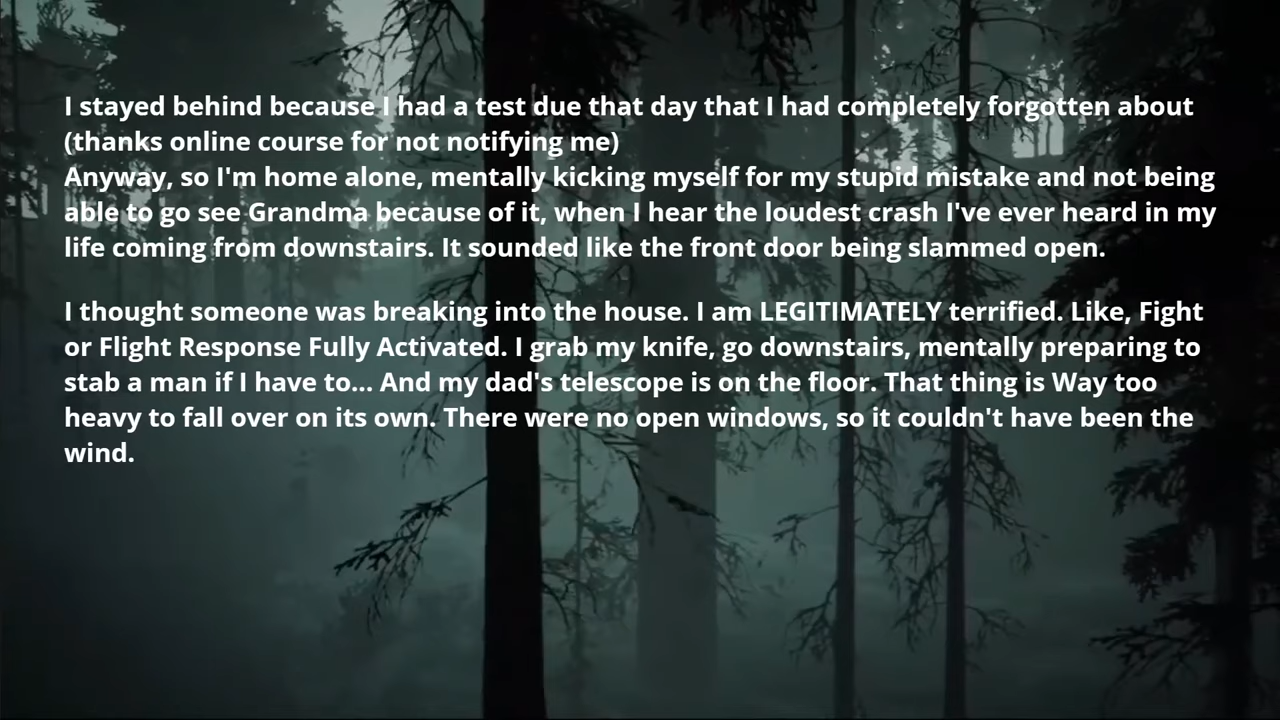 I stayed behind because I had a test due that day that I had completely forgotten about
(thanks online course for not notifying me)
Anyway, so I'm home alone, mentally kicking myself for my stupid mistake and not being
able to go see Grandma because of it, when I hear the loudest crash I've ever heard in my
life coming from downstairs. It sounded like the front door being slammed open.
I thought someone was breaking into the house. I am LEGITIMATELY terrified. Like, Fight
or Flight Response Fully Activated. I grab my knife, go downstairs, mentally preparing to
stab a man if I have to... And my dad's telescope is on the floor. That thing is Way too
heavy to fall over on its own. There were no open windows, so it couldn't have been the
wind.